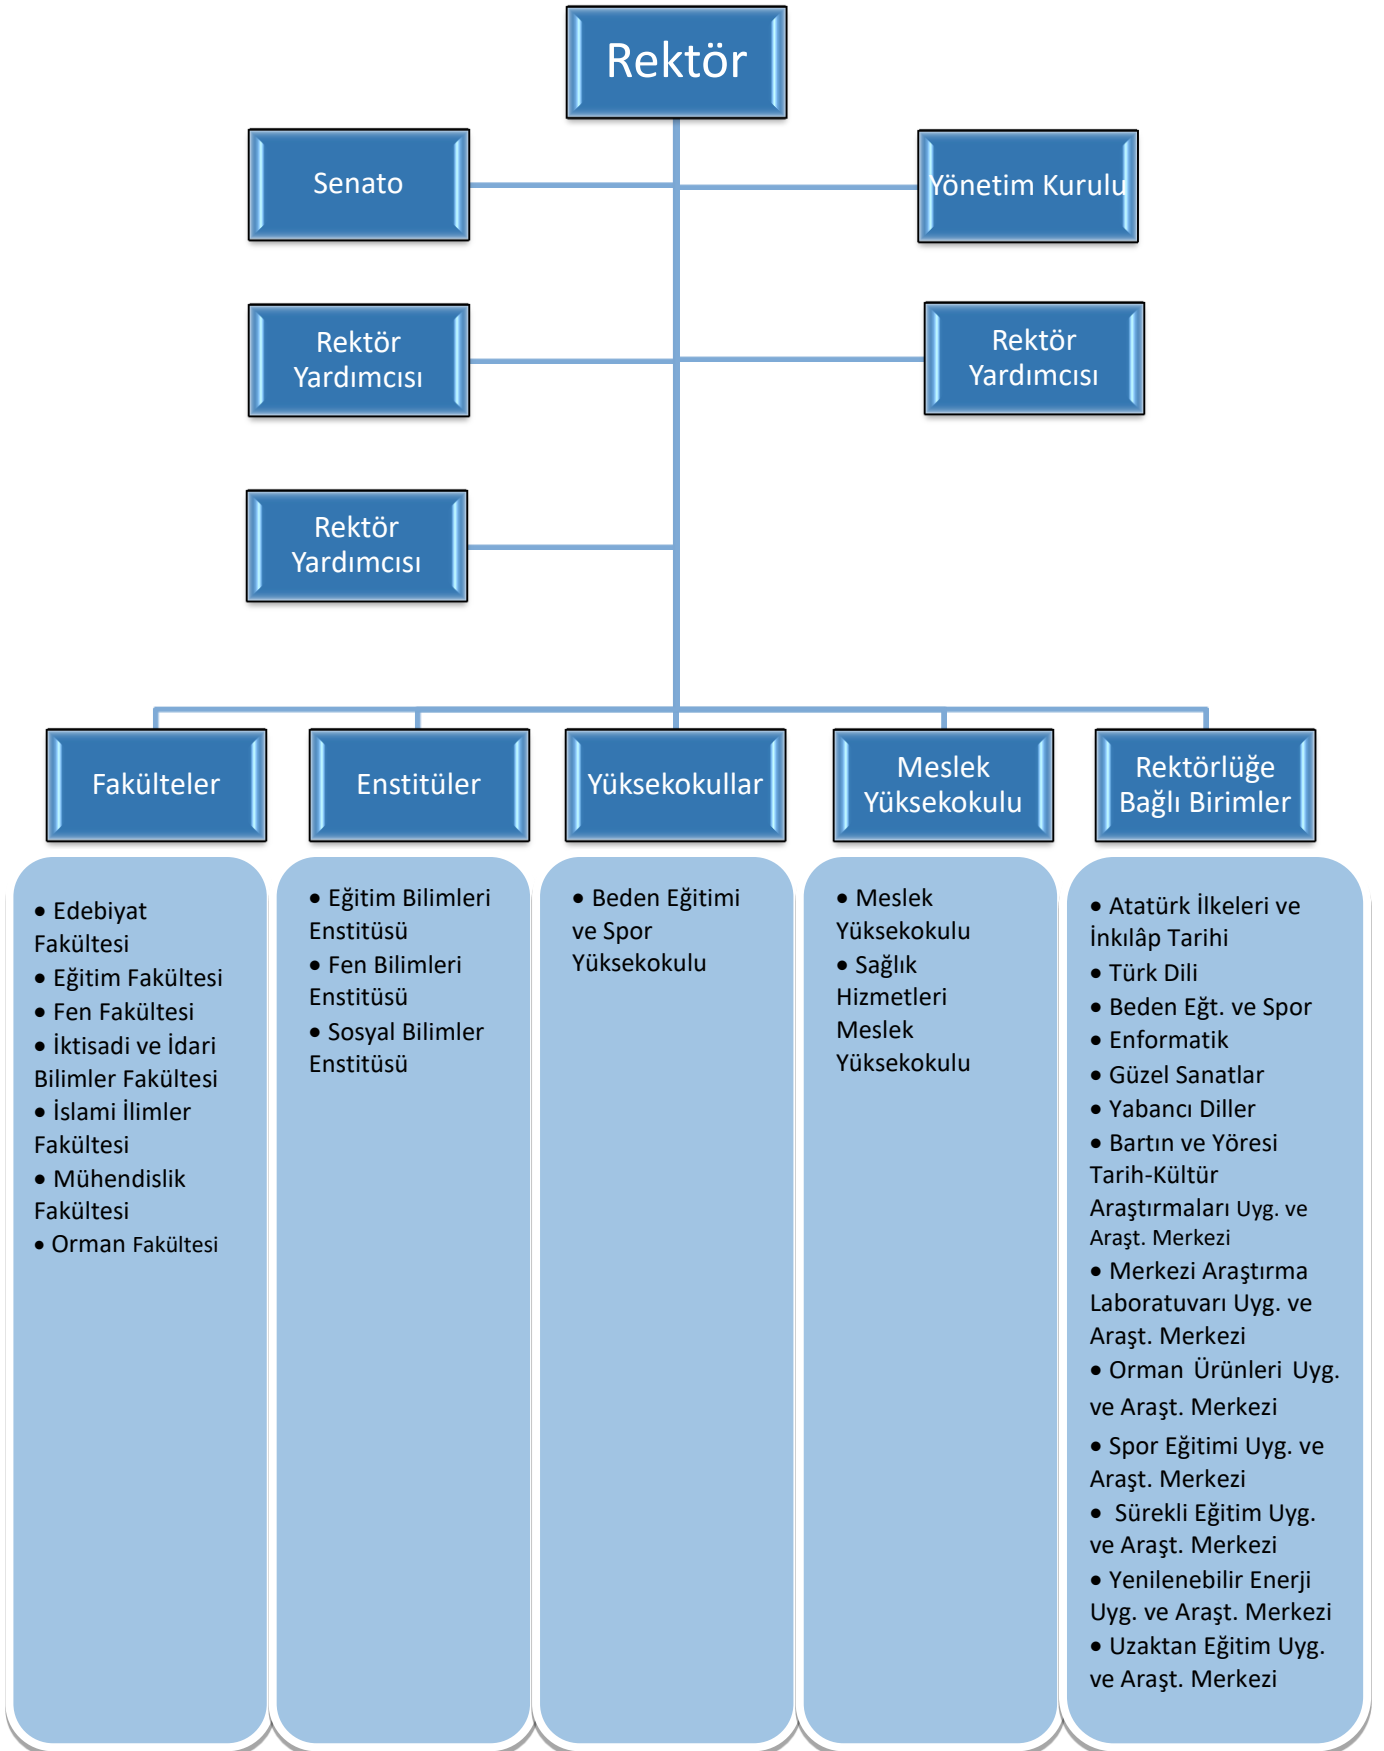 Rektör
Senato
Yönetim Kurulu
Rektör
Yardımcısı
Rektör
Yardımcısı
Rektör
Yardımcısı
Fakülteler
Enstitüler
Yüksekokullar
Meslek
Yüksekokulu
Rektörlüğe
Bağlı Birimler
• Edebiyat
Fakültesi
• Eğitim Fakültesi
• Fen Fakültesi
• İktisadi ve İdari
Bilimler Fakültesi
• İslami İlimler
Fakültesi
• Mühendislik
Fakültesi
• Orman Fakültesi
• Eğitim Bilimleri
Enstitüsü
• Fen Bilimleri
Enstitüsü
• Sosyal Bilimler
Enstitüsü
• Beden Eğitimi
ve Spor
Yüksekokulu
• Meslek
Yüksekokulu
• Sağlık
Hizmetleri
Meslek
Yüksekokulu
• Atatürk İlkeleri ve
İnkılâp Tarihi
• Türk Dili
• Beden Eğt. ve Spor
• Enformatik
• Güzel Sanatlar
• Yabancı Diller
• Bartın ve Yöresi
Tarih-Kültür
Araştırmaları Uyg. ve
Araşt. Merkezi
• Merkezi Araştırma
Laboratuvarı Uyg. ve
Araşt. Merkezi
• Orman Ürünleri Uyg.
ve Araşt. Merkezi
• Spor Eğitimi Uyg. ve
Araşt. Merkezi
• Sürekli Eğitim Uyg.
ve Araşt. Merkezi
• Yenilenebilir Enerji
Uyg. ve Araşt. Merkezi
• Uzaktan Eğitim Uyg.
ve Araşt. Merkezi